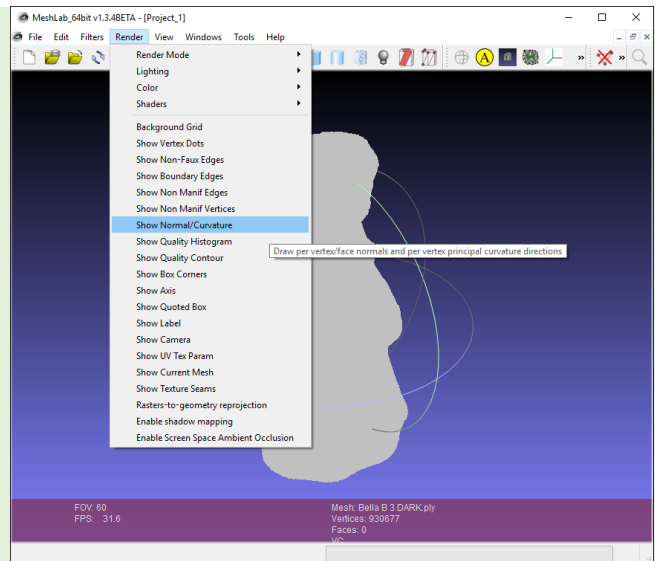 MeshLab_64bit v1.3.4BETA - [Project_1]
File Edit Filters Render View Windows Tools Help
Render Mode
Lighting
Color
Shaders
Background Grid
Show Vertex Dots
Show Non-Faux Edges
Show Boundary Edges
Show Non Manif Edges
Show Non Manif Vertices
Show Normal/Curvature
Show Quality Histogram
Draw per vertex/face normals and per vertex principal curvature directions
Show Quality Contour
Show Box Corners
Show Axis
Show Quoted Box
Show Label
Show Camera
Show UV Tex Param
Show Current Mesh
Show Texture Seams
Rasters-to-geometry reprojection
Enable shadow mapping
Enable Screen Space Ambient Occlusion
FOV: 60
FPS: 31.6
Mesh: Bella B 3 DARK.ply
Vertices: 930677
Faces: 0
VC
A